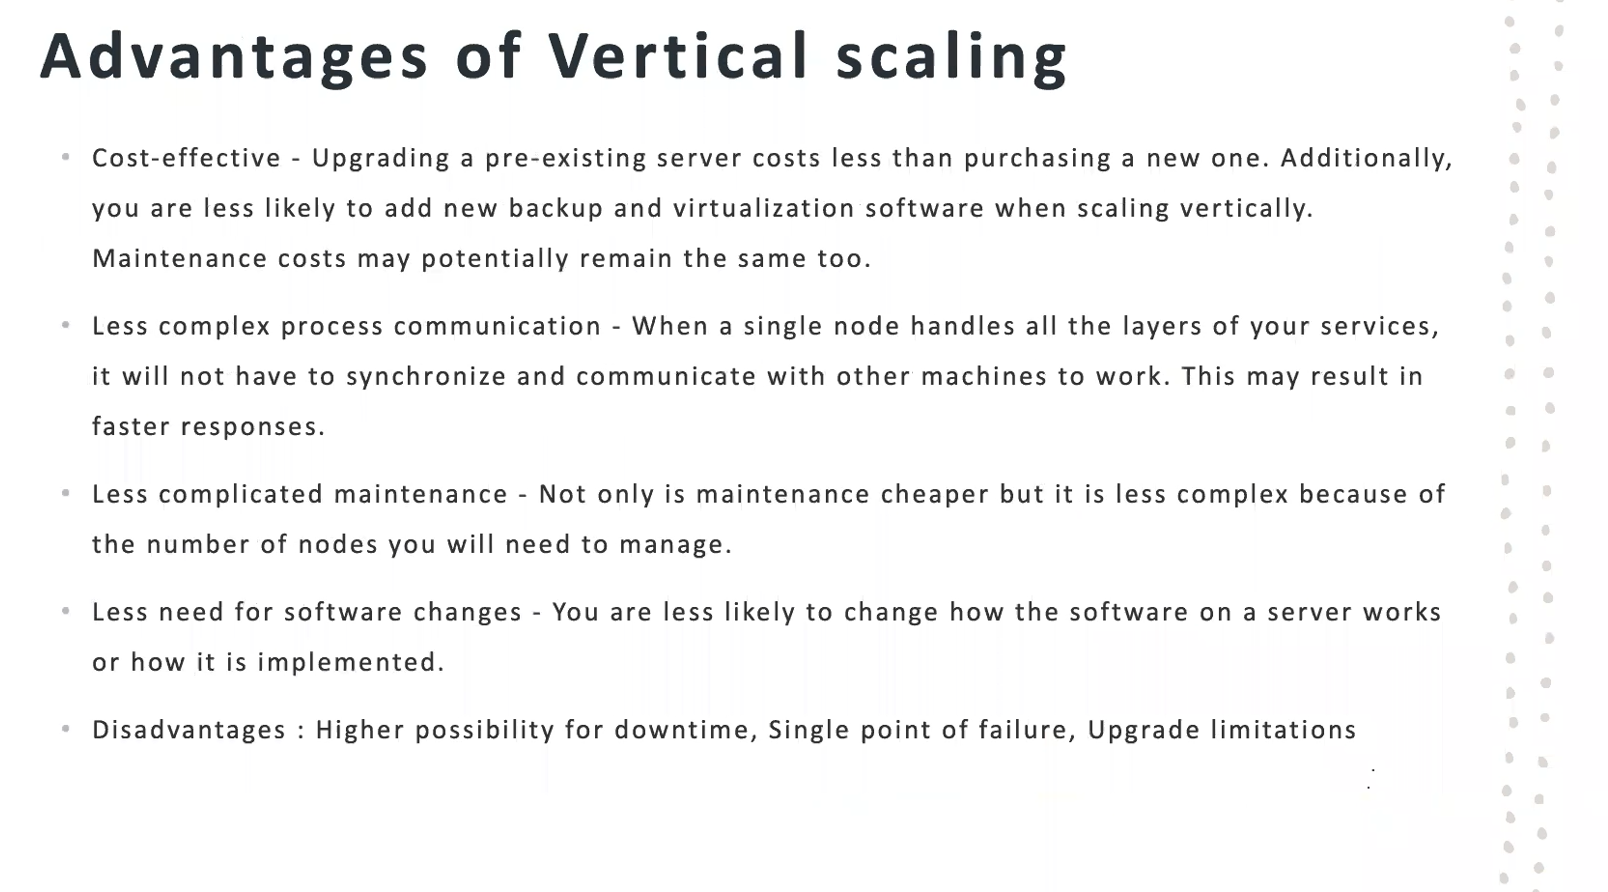 Advantages of Vertical scaling
• Cost-effective - Upgrading a pre-existing server costs less than purchasing a new one. Additionally,
you are less likely to add new backup and virtualization software when scaling vertically.
Maintenance costs may potentially remain the same too.
• Less complex process communication - When a single node handles all the layers of your services,
it will not have to synchronize and communicate with other machines to work. This may result in
faster responses.
• Less complicated maintenance - Not only is maintenance cheaper but it is less complex because of
the number of nodes you will need to manage.
• Less need for software changes - You are less likely to change how the software on a server works
or how it is implemented.
• Disadvantages : Higher possibility for downtime, Single point of failure, Upgrade limitations